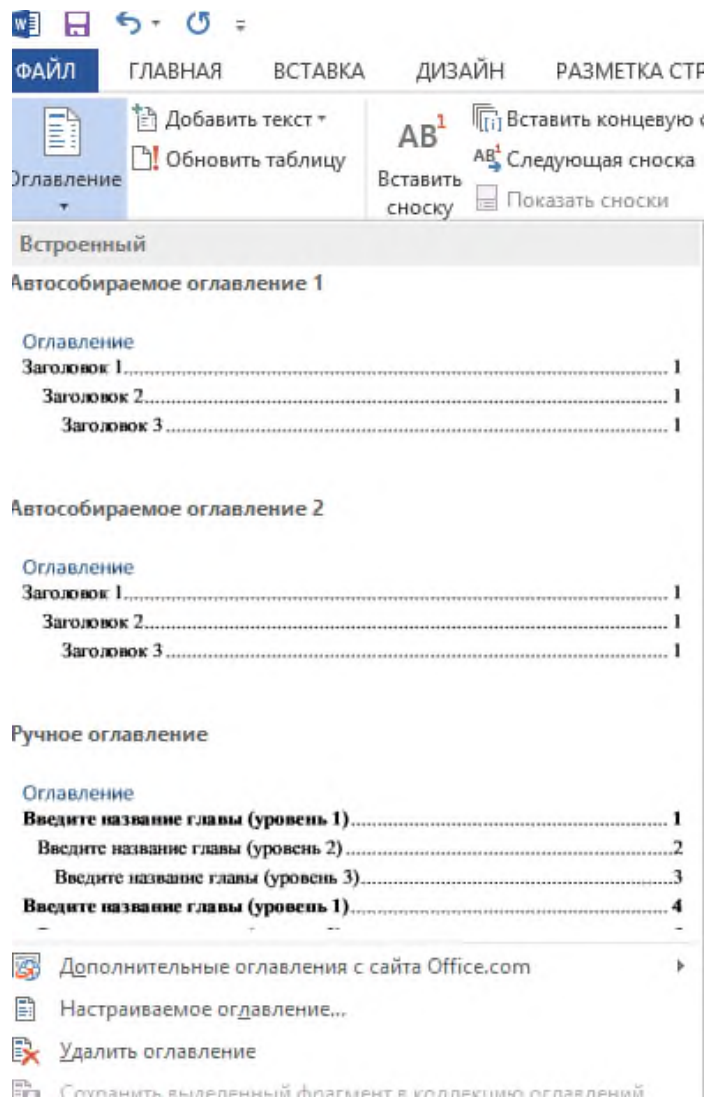 ФАЙЛ ГЛАВНАЯ ВСТАВКА ДИЗАЙН РАЗМЕТКА СТР
Оглавление
Добавить текст
Обновить таблицу
AB1
Вставить
сноску
Вставить концевую с
Следующая сноска
Показать сноски
Встроенный
Автособираемое оглавление 1
Оглавление
Заголовок 1 1
Заголовок 2 1
Заголовок 3 1
Автособираемое оглавление 2
Оглавление
Заголовок 1 1
Заголовок 2 1
Заголовок 3 1
Ручное оглавление
Оглавление
Введите название главы (уровень 1) 1
Введите название главы (уровень 2) 2
Введите название главы (уровень 3) 3
Введите название главы (уровень 1) 4
Дополнительные оглавления с сайта Office.com
Настраиваемое оглавление...
Удалить оглавление
Сохранить выделенный фрагмент в коллекцию оглавлений